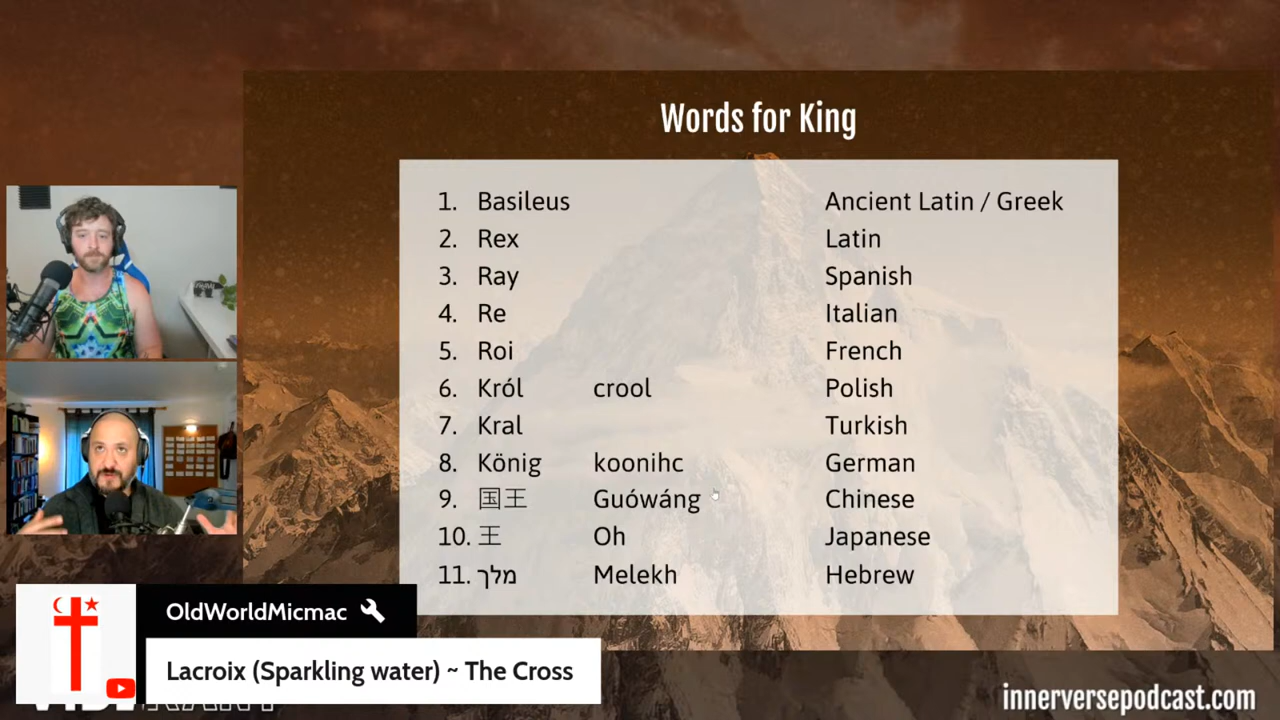 Words for King
1. Basileus Ancient Latin / Greek
2. Rex Latin
3. Ray Spanish
4. Re Italian
5. Roi French
6. Król crool Polish
7. Kral Turkish
8. König koonihc German
9. 国王 Guówáng Chinese
10. 王 Oh Japanese
11. מלך Melekh Hebrew
OldWorldMicmac
Lacroix (Sparkling water) ~ The Cross
innerversepodcast.com